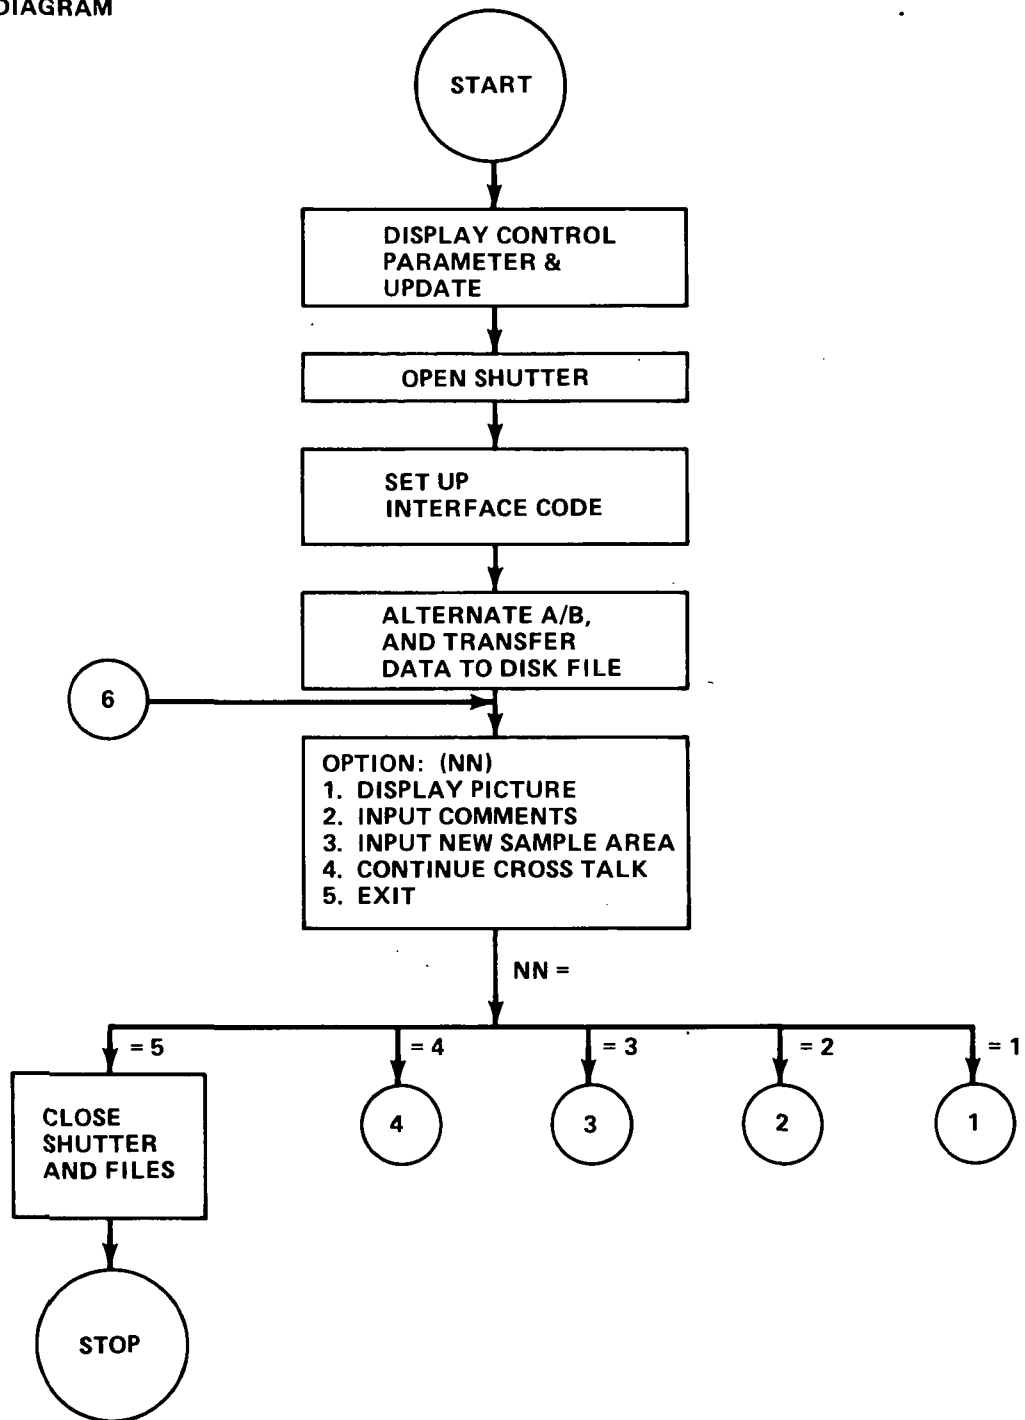 DIAGRAM
START
DISPLAY CONTROL
PARAMETER &
UPDATE
OPEN SHUTTER
SET UP
INTERFACE CODE
ALTERNATE A/B,
AND TRANSFER
DATA TO DISK FILE
6
OPTION: (NN)
1. DISPLAY PICTURE
2. INPUT COMMENTS
3. INPUT NEW SAMPLE AREA
4. CONTINUE CROSS TALK
5. EXIT
NN =
= 5
= 4
= 3
= 2
= 1
CLOSE
SHUTTER
AND FILES
4
3
2
1
STOP